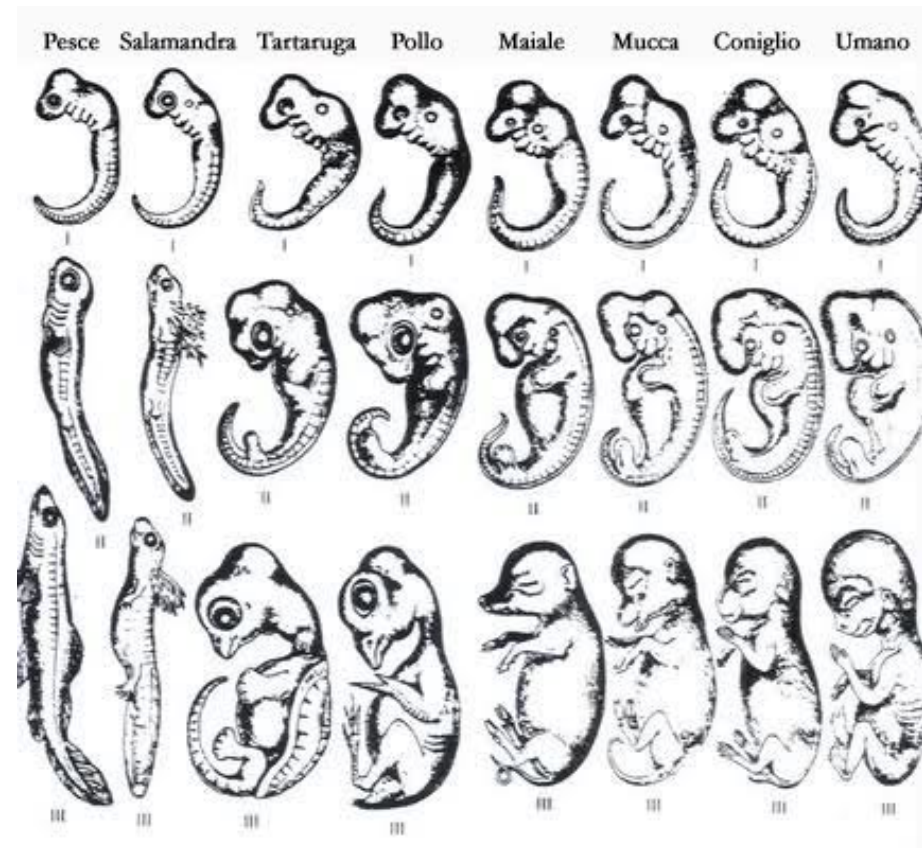 Pesce Salamandra Tartaruga Pollo Maiale Mucca Coniglio Umano
I I I I I I I I
II II II II II II II II
III III III III III III III III